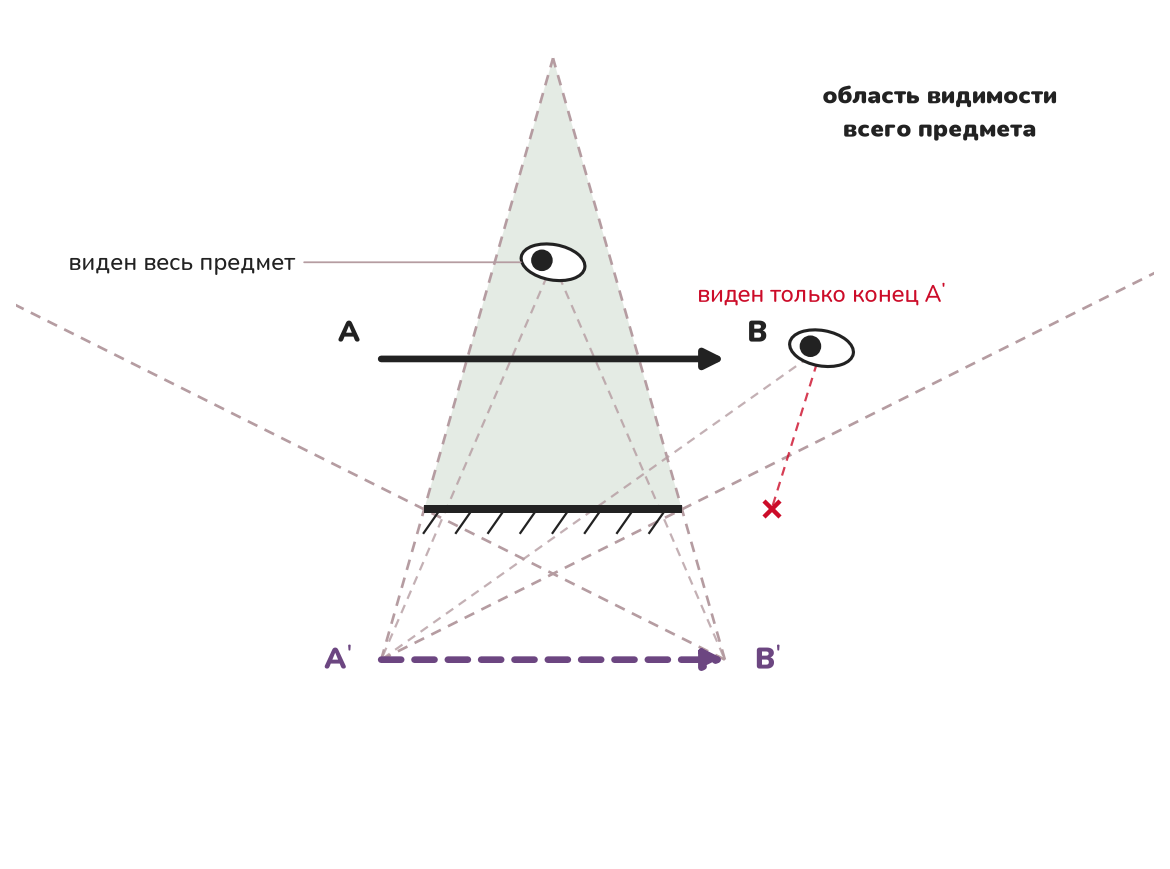 область видимости
всего предмета
виден весь предмет
виден только конец A'
A
B
A'
B'